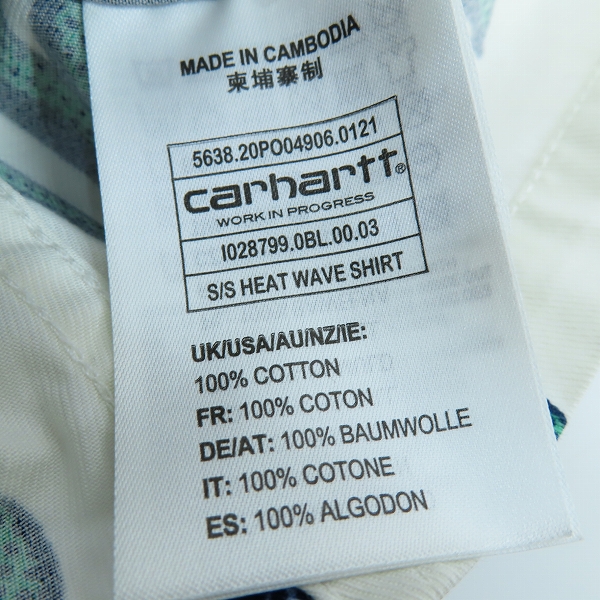 MADE IN CAMBODIA
柬埔寨制
5638.20PO04906.0121
carhartt®
WORK IN PROGRESS
I028799.0BL.00.03
S/S HEAT WAVE SHIRT
UK/USA/AU/NZ/IE:
100% COTTON
FR: 100% COTON
DE/AT: 100% BAUMWOLLE
IT: 100% COTONE
ES: 100% ALGODON